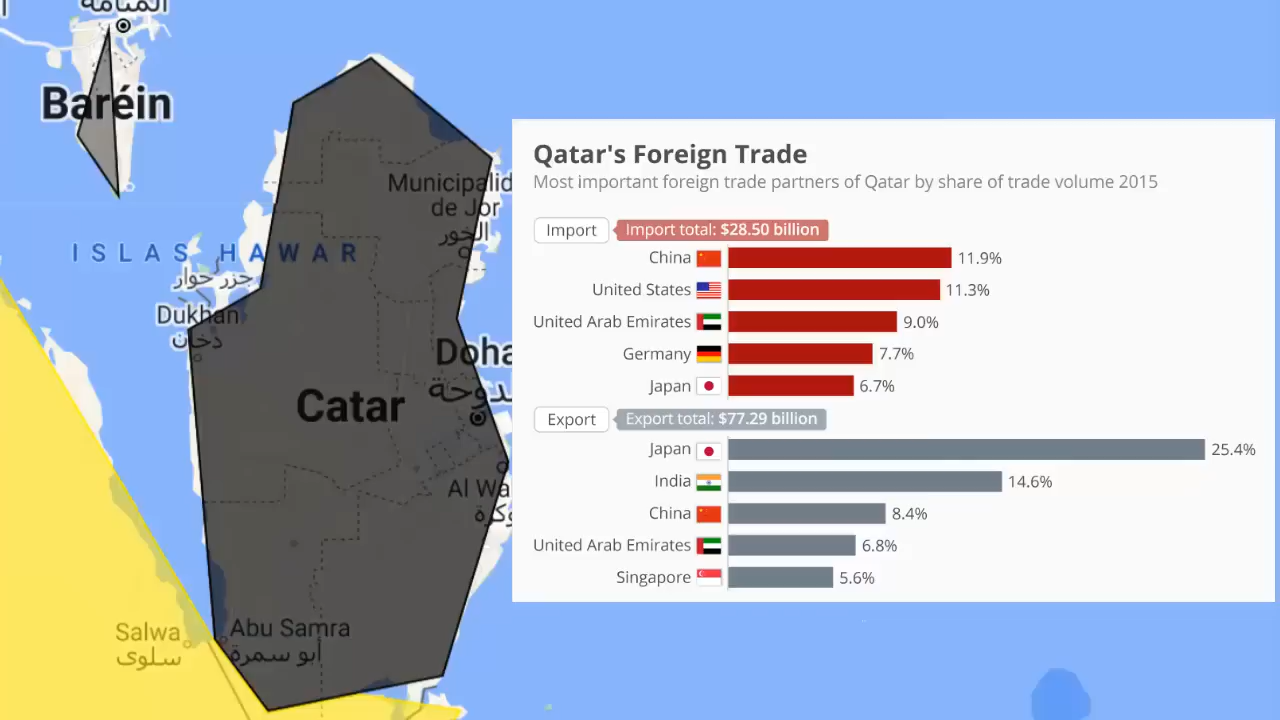 المنامة
Baréin
Municipalid
de Jor
الخور
ISLAS HAWAR
جزر حوار
Dukhan
دخان
Doha
الدوحة
Catar
Al Wa
وكرة
Salwa
سلوى
Abu Samra
أبو سمرة
Qatar's Foreign Trade
Most important foreign trade partners of Qatar by share of trade volume 2015
Import Import total: $28.50 billion
China 11.9%
United States 11.3%
United Arab Emirates 9.0%
Germany 7.7%
Japan 6.7%
Export Export total: $77.29 billion
Japan 25.4%
India 14.6%
China 8.4%
United Arab Emirates 6.8%
Singapore 5.6%